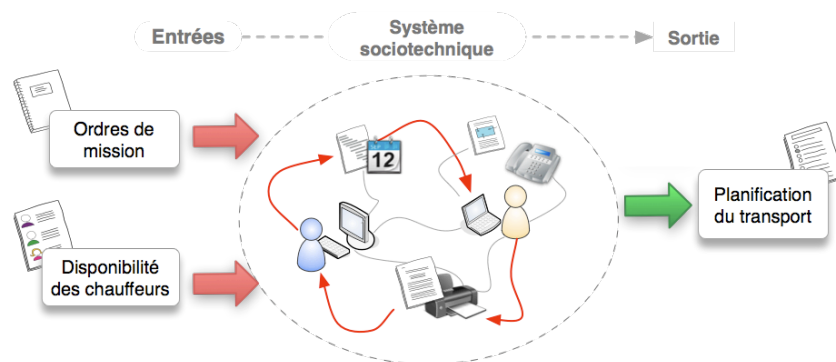 Entrées
Système
sociotechnique
Sortie
Ordres de
mission
12
Disponibilité
des chauffeurs
Planification
du transport